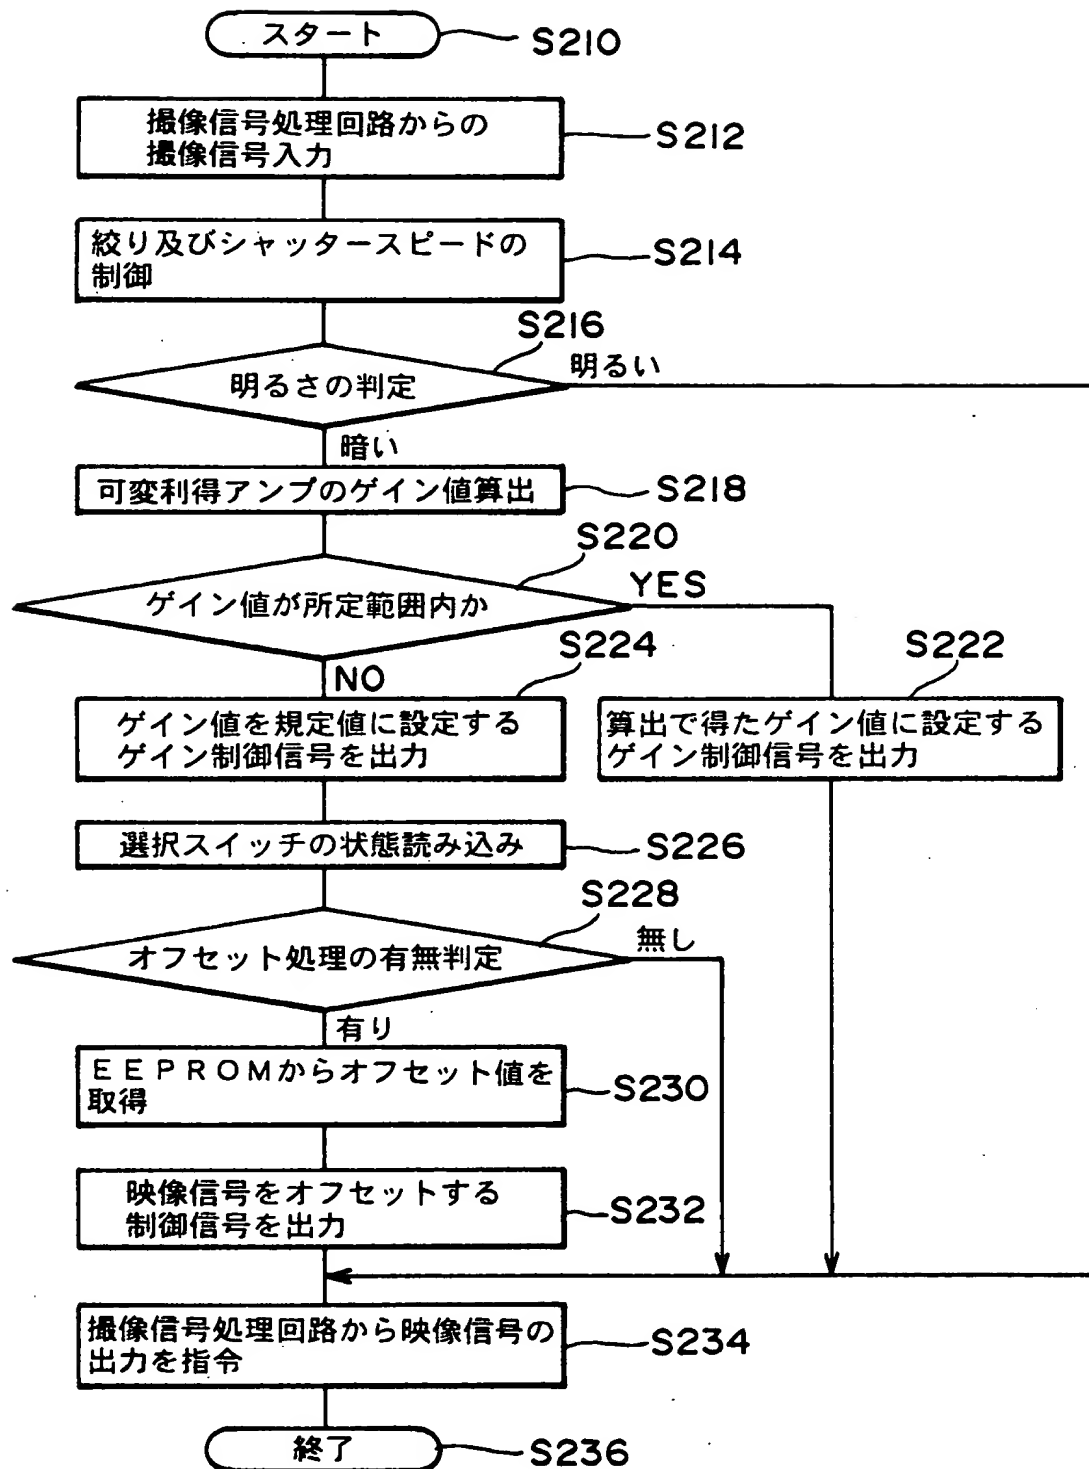 スタート
S210
撮像信号処理回路からの
撮像信号入力
S212
絞り及びシャッタースピードの
制御
S214
S216
明るさの判定
明るい
暗い
可変利得アンプのゲイン値算出
S218
S220
ゲイン値が所定範囲内か
YES
NO
S224
ゲイン値を規定値に設定する
ゲイン制御信号を出力
S222
算出で得たゲイン値に設定する
ゲイン制御信号を出力
選択スイッチの状態読み込み
S226
S228
オフセット処理の有無判定
無し
有り
EEPROMからオフセット値を
取得
S230
映像信号をオフセットする
制御信号を出力
S232
撮像信号処理回路から映像信号の
出力を指令
S234
終了
S236